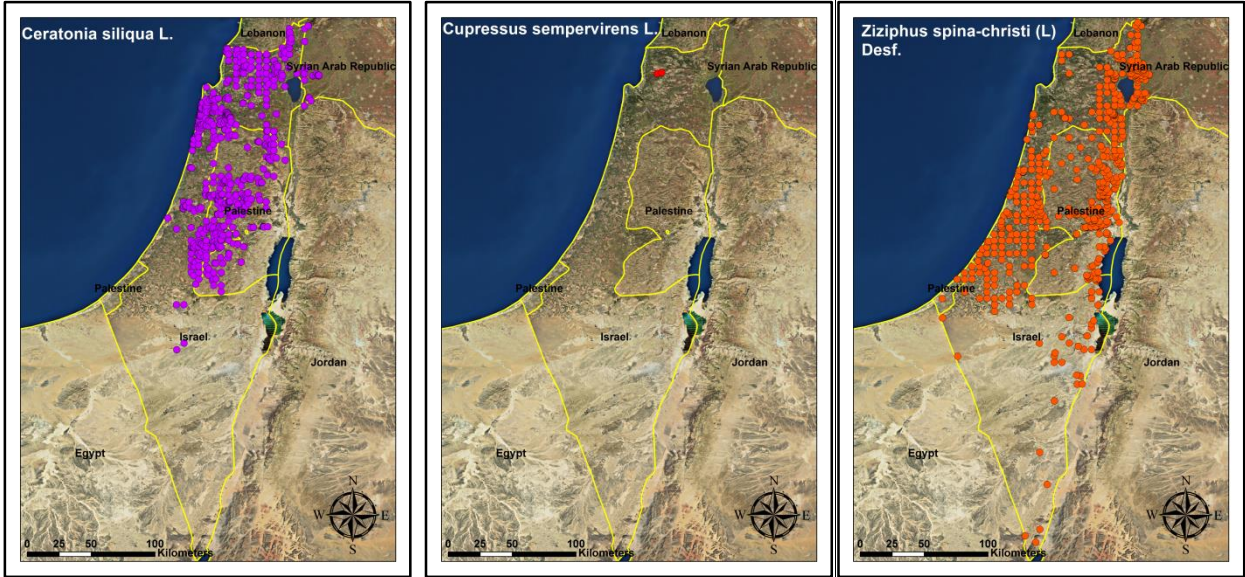 Ceratonia siliqua L.
Lebanon
Syrian Arab Republic
Palestine
Palestine
Israel
Jordan
Egypt
N
W E
S
0 25 50 100
Kilometers
Cupressus sempervirens L.
Lebanon
Syrian Arab Republic
Palestine
Palestine
Israel
Jordan
Egypt
N
W E
S
0 25 50 100
Kilometers
Ziziphus spina-christi (L)
Desf.
Lebanon
Syrian Arab Republic
Palestine
Palestine
Israel
Jordan
Egypt
N
W E
S
0 25 50 100
Kilometers